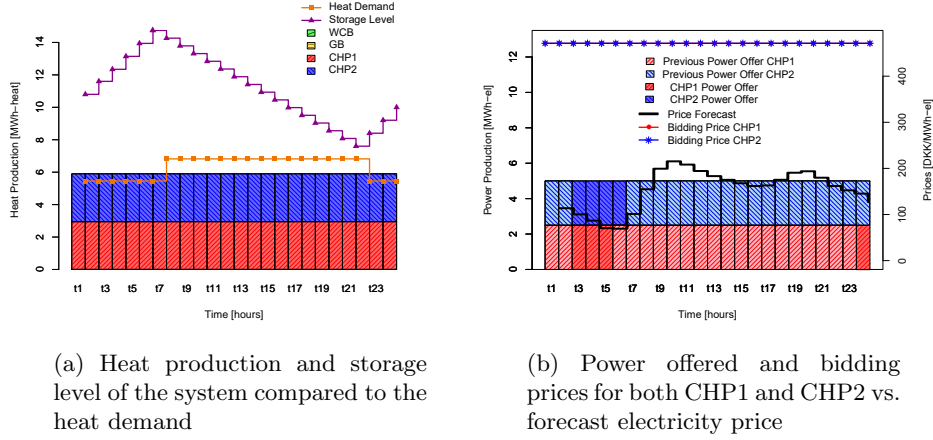 Heat Demand
Storage Level
WCB
GB
CHP1
CHP2
Heat Production [MWh−heat]
0 2 4 6 8 10 12 14
t1 t3 t5 t7 t9 t11 t13 t15 t17 t19 t21 t23
Time [hours]
(a) Heat production and storage
level of the system compared to the
heat demand
Previous Power Offer CHP1
Previous Power Offer CHP2
CHP1 Power Offer
CHP2 Power Offer
Price Forecast
Bidding Price CHP1
Bidding Price CHP2
Power Production [MWh−el]
0 2 4 6 8 10 12
Prices [DKK/MWh−el]
0 100 200 300 400
t1 t3 t5 t7 t9 t11 t13 t15 t17 t19 t21 t23
Time [hours]
(b) Power offered and bidding
prices for both CHP1 and CHP2 vs.
forecast electricity price